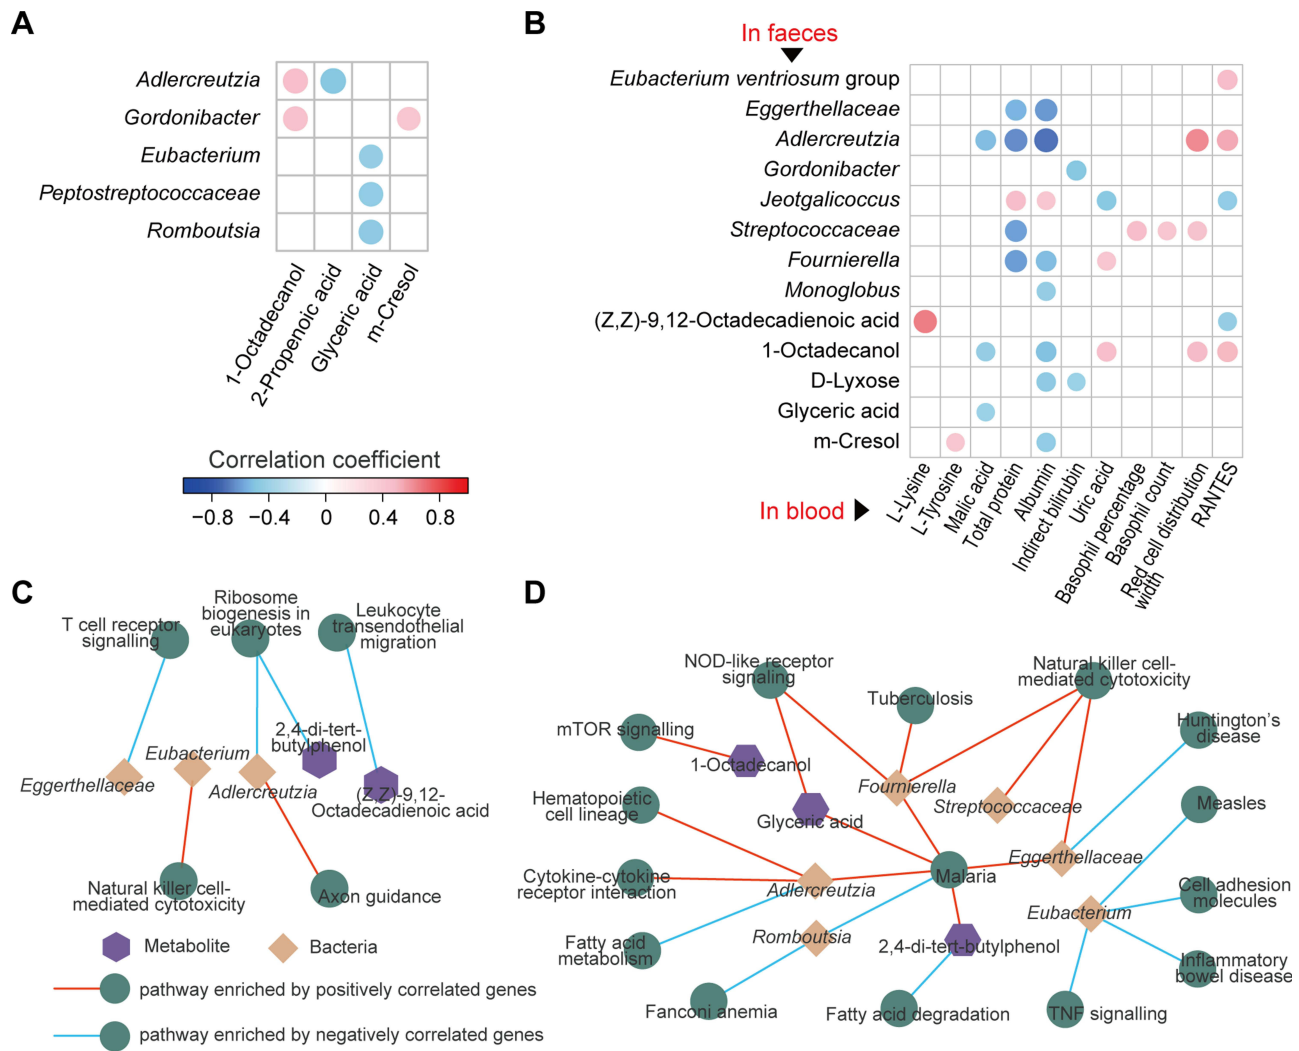 A
Adlercreutzia
Gordonibacter
Eubacterium
Peptostreptococcaceae
Romboutsia
1-Octadecanol
2-Propenoic acid
Glyceric acid
m-Cresol
Correlation coefficient
−0.8 −0.4 0 0.4 0.8
B
In faeces
Eubacterium ventriosum group
Eggerthellaceae
Adlercreutzia
Gordonibacter
Jeotgalicoccus
Streptococcaceae
Fournierella
Monoglobus
(Z,Z)-9,12-Octadecadienoic acid
1-Octadecanol
D-Lyxose
Glyceric acid
m-Cresol
In blood
L-Lysine
L-Tyrosine
Malic acid
Total protein
Albumin
Indirect bilirubin
Uric acid
Basophil percentage
Basophil count
Red cell distribution
width
RANTES
C
T cell receptor
signalling
Ribosome
biogenesis in
eukaryotes
Leukocyte
transendothelial
migration
2,4-di-tert-
butylphenol
Eubacterium
Eggerthellaceae
Adlercreutzia
(Z,Z)-9,12-
Octadecadienoic acid
Natural killer cell-
mediated cytotoxicity
Axon guidance
Metabolite
Bacteria
pathway enriched by positively correlated genes
pathway enriched by negatively correlated genes
D
NOD-like receptor
signaling
Natural killer cell-
mediated cytotoxicity
Tuberculosis
mTOR signalling
Huntington's
disease
1-Octadecanol
Fournierella
Hematopoietic
cell lineage
Streptococcaceae
Measles
Glyceric acid
Eggerthellaceae
Cytokine-cytokine
receptor interaction
Malaria
Adlercreutzia
Cell adhesion
molecules
Eubacterium
Romboutsia
Fatty acid
metabolism
2,4-di-tert-butylphenol
Inflammatory
bowel disease
Fanconi anemia
Fatty acid degradation
TNF signalling